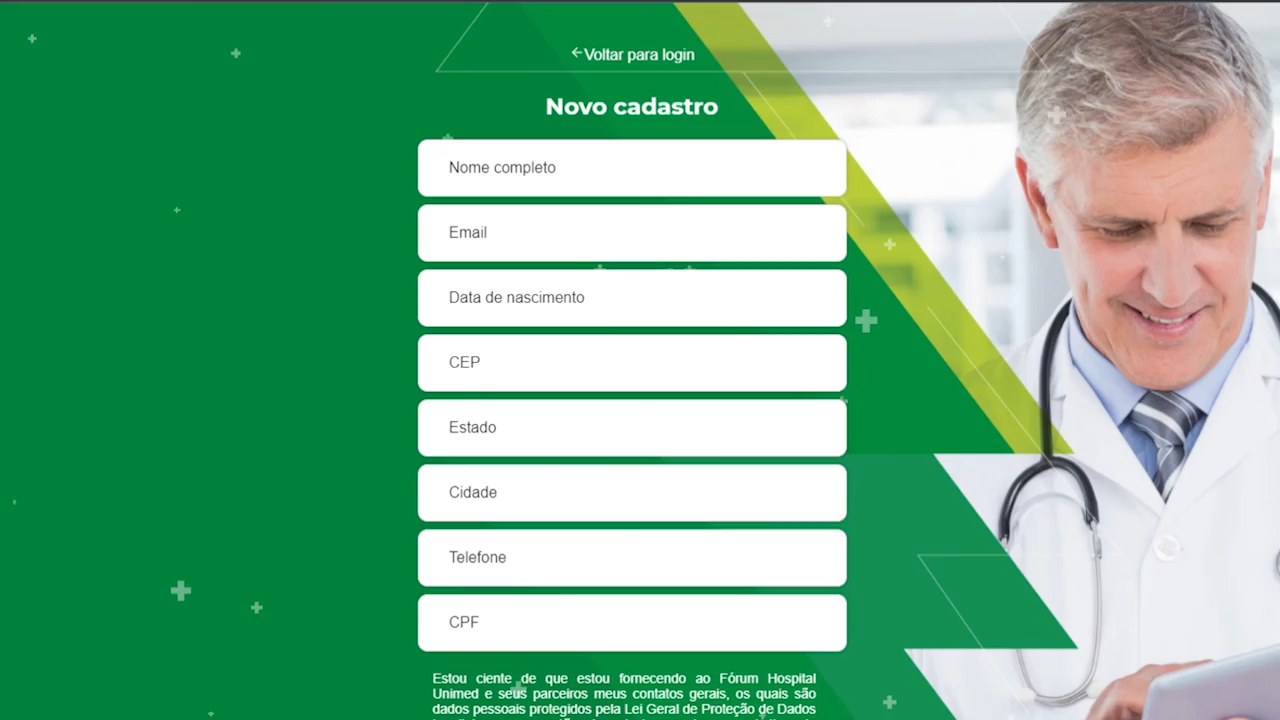 Voltar para login
Novo cadastro
Nome completo
Email
Data de nascimento
CEP
Estado
Cidade
Telefone
CPF
Estou ciente de que estou fornecendo ao Fórum Hospital
Unimed e seus parceiros meus contatos gerais, os quais são
dados pessoais protegidos pela Lei Geral de Proteção de Dados